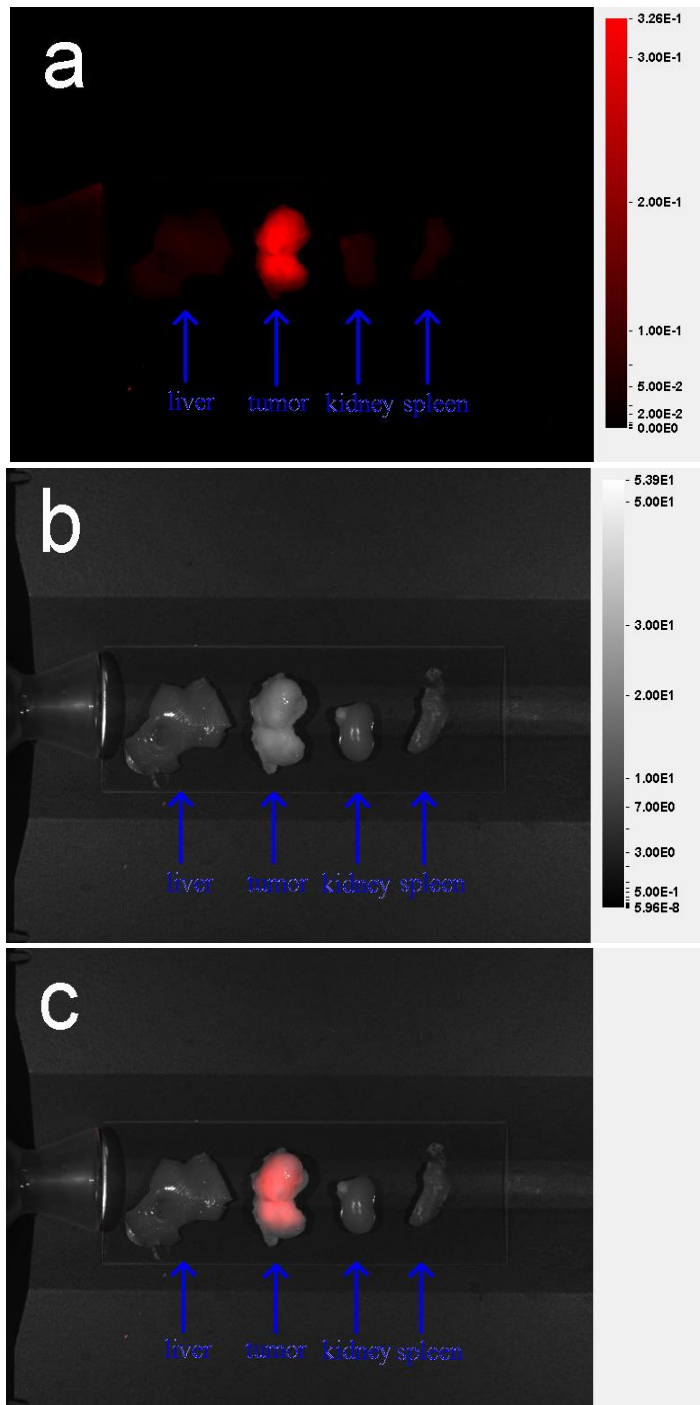 a
3.26E-1
3.00E-1
2.00E-1
1.00E-1
5.00E-2
2.00E-2
0.00E0
liver tumor kidney spleen
b
5.39E1
5.00E1
3.00E1
2.00E1
1.00E1
7.00E0
3.00E0
5.00E-1
5.96E-8
liver tumor kidney spleen
c
liver tumor kidney spleen